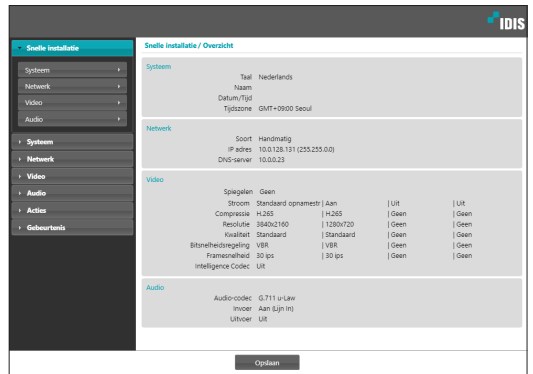 IDIS
Snelle installatie
Systeem
Netwerk
Video
Audio
Systeem
Netwerk
Video
Audio
Acties
Gebeurtenis
Snelle installatie / Overzicht
Systeem
Taal Nederlands
Naam
Datum/Tijd
Tijdszone GMT+09:00 Seoul
Netwerk
Soort Handmatig
IP adres 10.0.128.131 (255.255.0.0)
DNS-server 10.0.0.23
Video
Spiegelen Geen
Stroom Standaard opnamestr | Aan | Uit | Uit
Compressie H.265 | H.265 | Geen | Geen
Resolutie 3840x2160 | 1280x720 | Geen | Geen
Kwaliteit Standaard | Standaard | Geen | Geen
Bitsnelheidsregeling VBR | VBR | Geen | Geen
Framesnelheid 30 ips | 30 ips | Geen | Geen
Intelligence Codec Uit
Audio
Audio-codec G.711 u-Law
Invoer Aan (Lijn In)
Uitvoer Uit
Opslaan